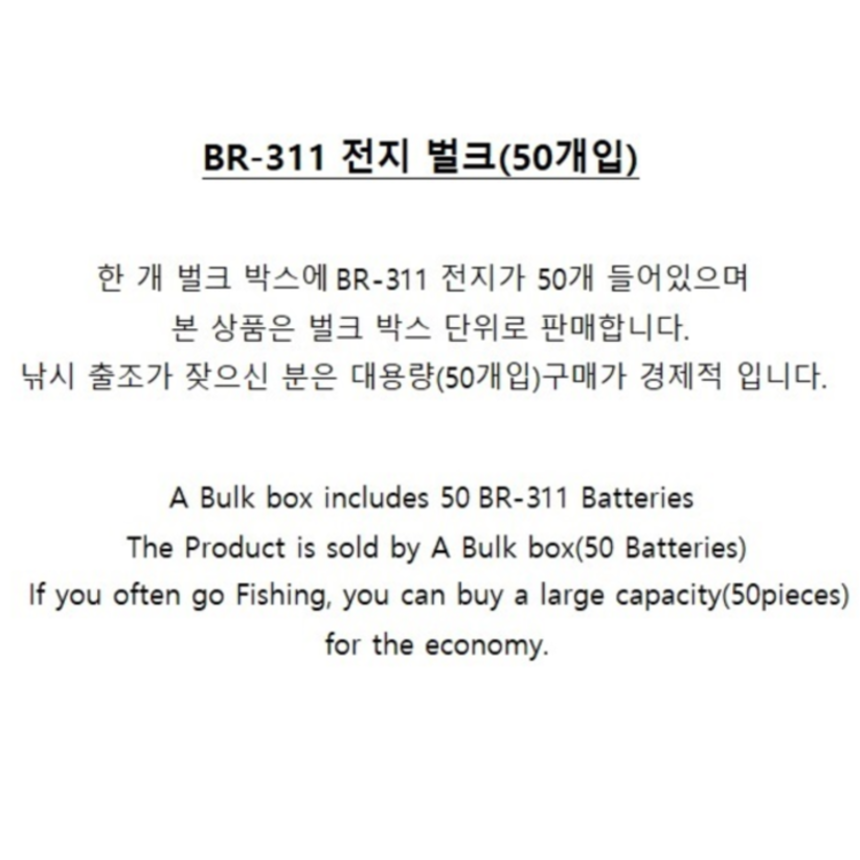 BR-311 전지 벌크(50개입)
한 개 벌크 박스에 BR-311 전지가 50개 들어있으며
본 상품은 벌크 박스 단위로 판매합니다.
낚시 출조가 잦으신 분은 대용량(50개입)구매가 경제적 입니다.
A Bulk box includes 50 BR-311 Batteries
The Product is sold by A Bulk box(50 Batteries)
If you often go Fishing, you can buy a large capacity(50pieces)
for the economy.